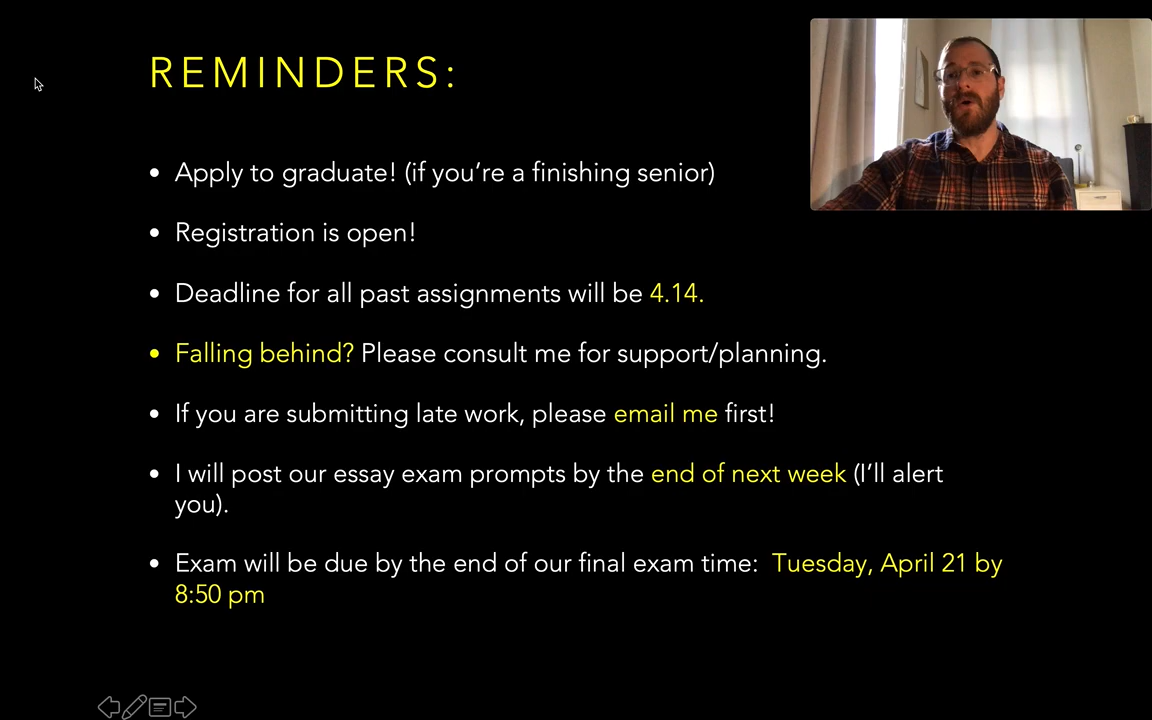 REMINDERS:
• Apply to graduate! (if you’re a finishing senior)
• Registration is open!
• Deadline for all past assignments will be 4.14.
• Falling behind? Please consult me for support/planning.
• If you are submitting late work, please email me first!
• I will post our essay exam prompts by the end of next week (I’ll alert
you).
• Exam will be due by the end of our final exam time:  Tuesday, April 21 by
8:50 pm